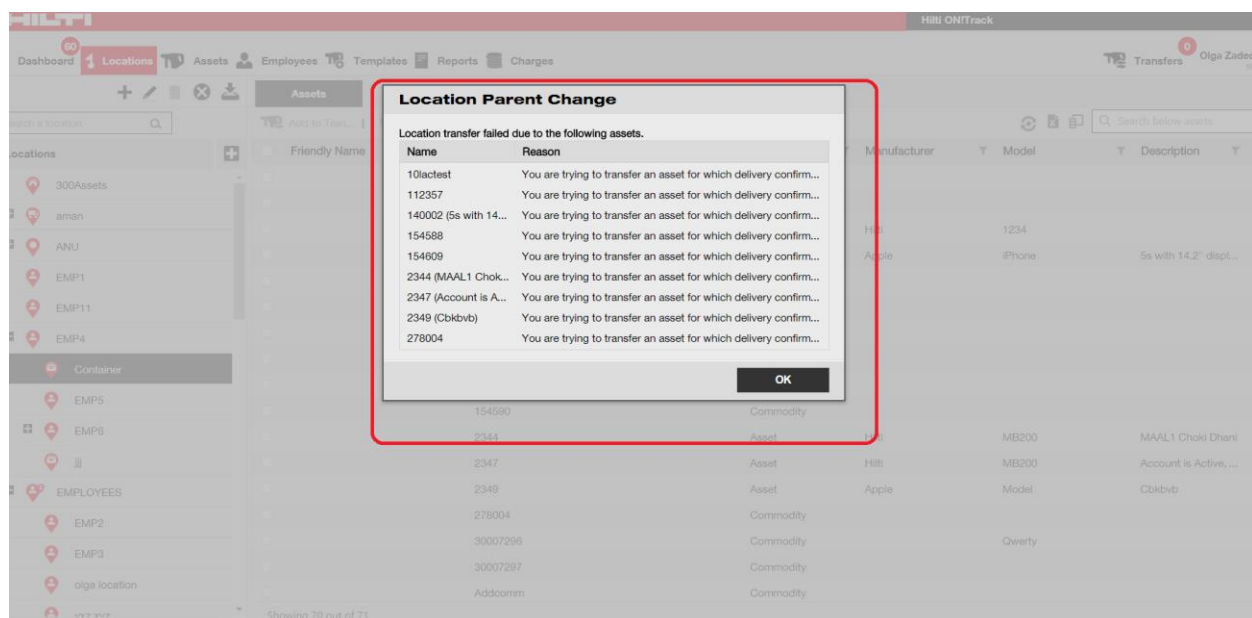 HILTI
Hilti ON!Track
60
Dashboard Locations Assets Employees Templates Reports Charges
0
Transfers Olga Zadec
Assets
Search a location
Add to Tran... |
Search below assets
Locations
Friendly Name
Manufacturer Model Description
300Assets
aman
ANU
EMP1
EMP11
EMP4
Container
EMP5
EMP6
jjj
EMPLOYEES
EMP2
EMP3
olga location
Location Parent Change
Location transfer failed due to the following assets.
Name Reason
10lactest You are trying to transfer an asset for which delivery confirm...
112357 You are trying to transfer an asset for which delivery confirm...
140002 (5s with 14... You are trying to transfer an asset for which delivery confirm...
154588 You are trying to transfer an asset for which delivery confirm...
154609 You are trying to transfer an asset for which delivery confirm...
2344 (MAAL1 Chok... You are trying to transfer an asset for which delivery confirm...
2347 (Account is A... You are trying to transfer an asset for which delivery confirm...
2349 (Cbkbvb) You are trying to transfer an asset for which delivery confirm...
278004 You are trying to transfer an asset for which delivery confirm...
OK
Hilti 1234
Apple iPhone 5s with 14.2" displ...
154590 Commodity
2344 Asset Hilti MB200 MAAL1 Choki Dhani
2347 Asset Hilti MB200 Account is Active, ...
2349 Asset Apple Model Cbkbvb
278004 Commodity
30007296 Commodity Qwerty
30007297 Commodity
Addcomm Commodity
Showing 70 out of 71